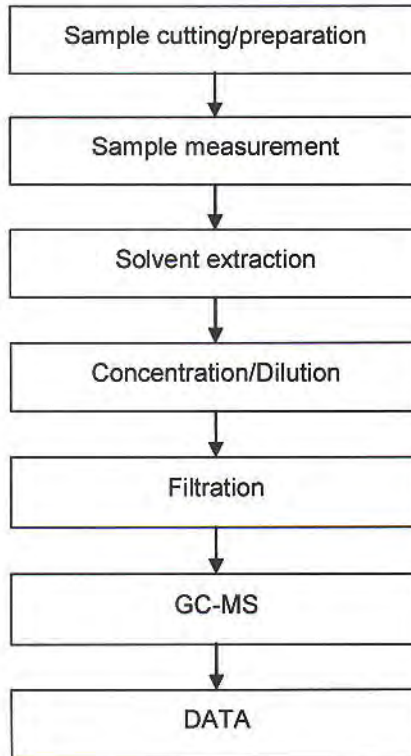 Sample cutting/preparation
Sample measurement
Solvent extraction
Concentration/Dilution
Filtration
GC-MS
DATA